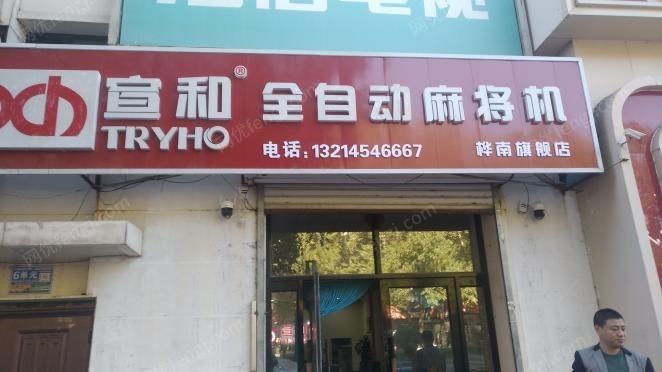 宣和®
TRYHO
全自动麻将机
电话:13214546667
桦南旗舰店
6单元